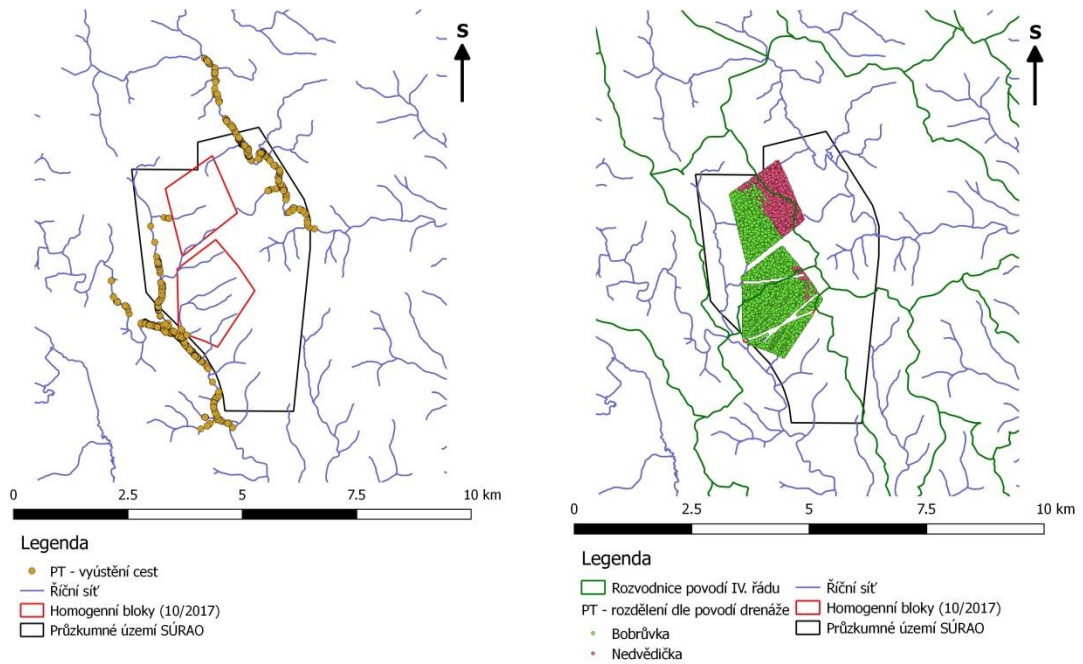 S
0 2.5 5 7.5 10 km
Legenda
PT - vyústění cest
Říční síť
Homogenní bloky (10/2017)
Průzkumné území SÚRAO
S
0 2.5 5 7.5 10 km
Legenda
Rozvodnice povodí IV. řádu
PT - rozdělení dle povodí drenáže
Bobrůvka
Nedvědička
Říční síť
Homogenní bloky (10/2017)
Průzkumné území SÚRAO